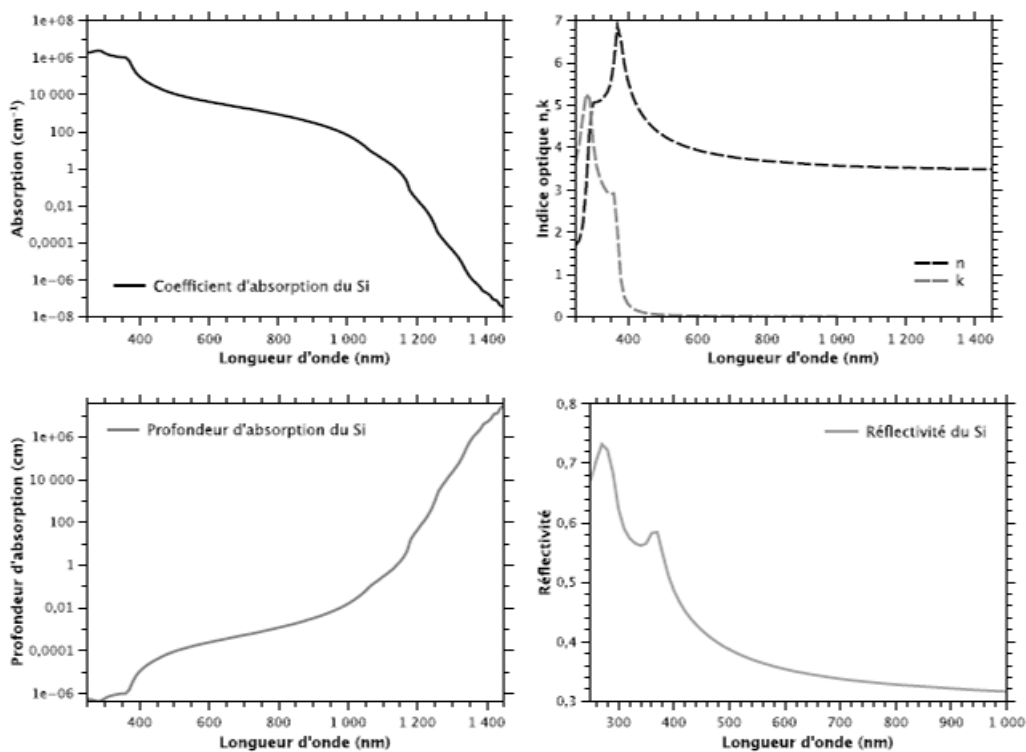 1e+08
1e+06
10 000
100
1
0,01
0,0001
1e-06
1e-08
Absorption (cm⁻¹)
Coefficient d'absorption du Si
400 600 800 1 000 1 200 1 400
Longueur d'onde (nm)
7
6
5
4
3
2
1
0
Indice optique n,k
n
k
400 600 800 1 000 1 200 1 400
Longueur d'onde (nm)
1e+06
10 000
100
1
0,01
0,0001
1e-06
Profondeur d'absorption (cm)
Profondeur d'absorption du Si
400 600 800 1 000 1 200 1 400
Longueur d'onde (nm)
0,8
0,7
0,6
0,5
0,4
0,3
Réflectivité
Réflectivité du Si
300 400 500 600 700 800 900 1 000
Longueur d'onde (nm)